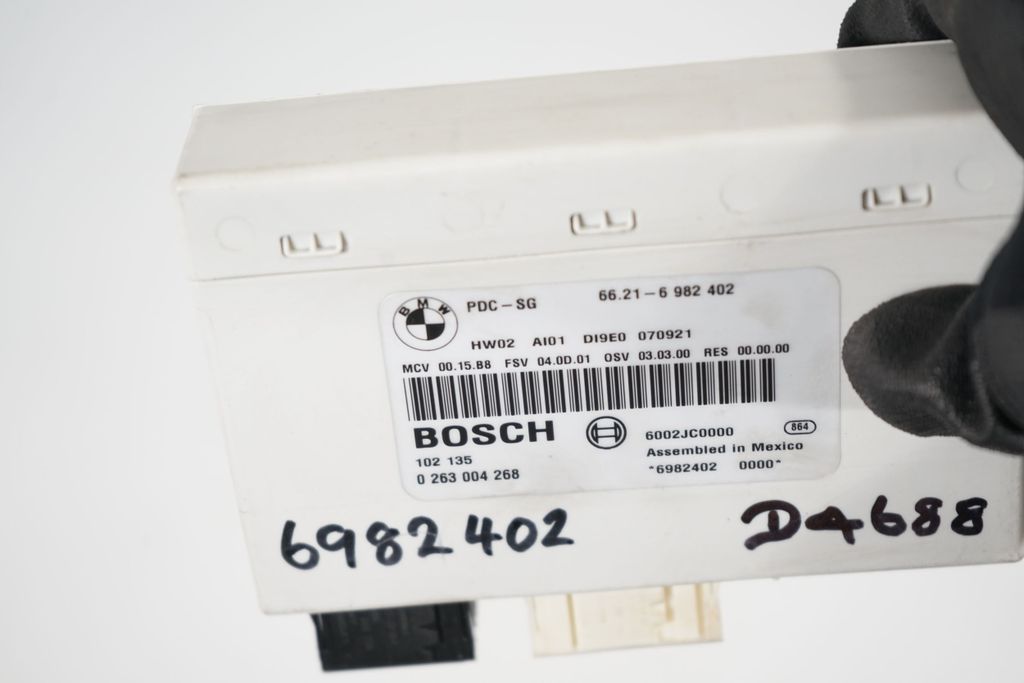 BMW PDC-SG 66.21-6 982 402
HW02 AI01 DI9E0 070921
MCV 00.15.B8 FSV 04.0D.01 OSV 03.03.00 RES 00.00.00
BOSCH 6002JC0000 864
Assembled in Mexico
102 135 *6982402 0000*
0 263 004 268
6982402 D4688